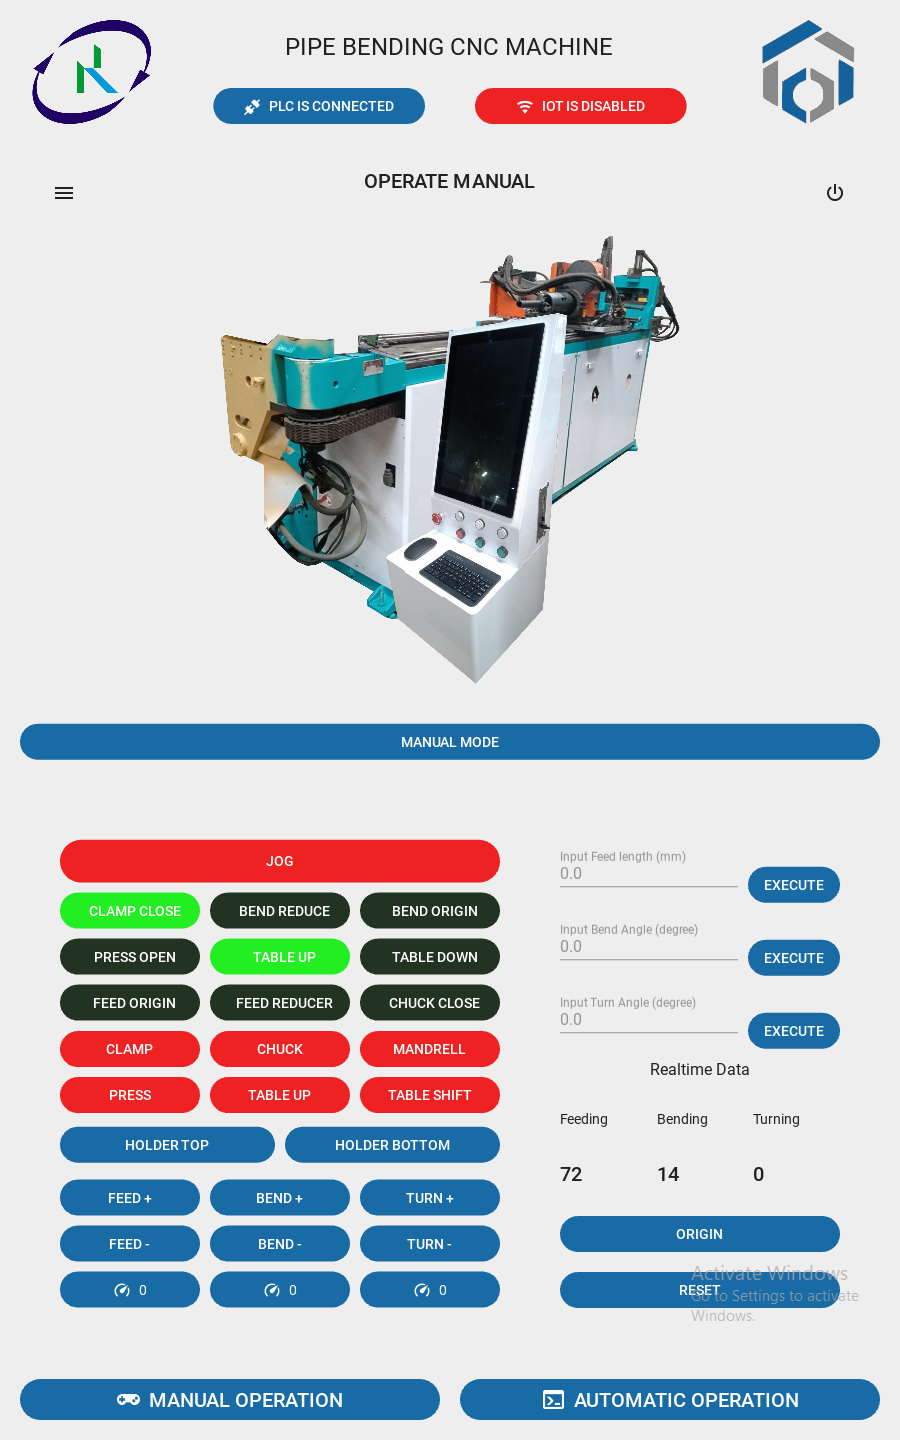 PIPE BENDING CNC MACHINE
PLC IS CONNECTED
IOT IS DISABLED
OPERATE MANUAL
MANUAL MODE
JOG
CLAMP CLOSE
BEND REDUCE
BEND ORIGIN
PRESS OPEN
TABLE UP
TABLE DOWN
FEED ORIGIN
FEED REDUCER
CHUCK CLOSE
CLAMP
CHUCK
MANDRELL
PRESS
TABLE UP
TABLE SHIFT
HOLDER TOP
HOLDER BOTTOM
FEED +
BEND +
TURN +
FEED -
BEND -
TURN -
0
0
0
Input Feed length (mm)
0.0
EXECUTE
Input Bend Angle (degree)
0.0
EXECUTE
Input Turn Angle (degree)
0.0
EXECUTE
Realtime Data
Feeding
Bending
Turning
72
14
0
ORIGIN
RESET
Activate Windows
Go to Settings to activate
Windows.
MANUAL OPERATION
AUTOMATIC OPERATION